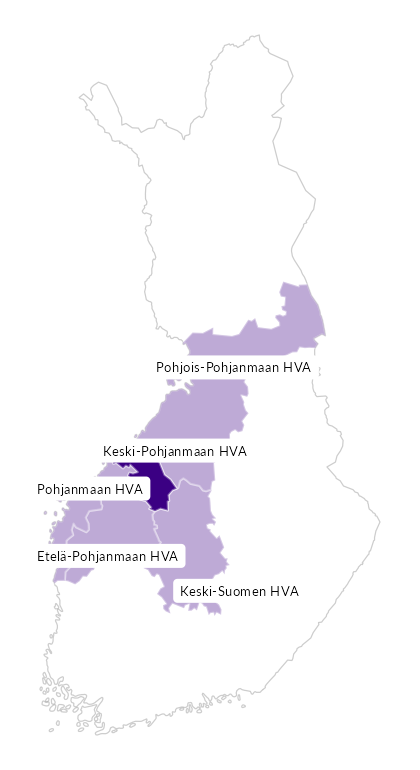 Pohjois-Pohjanmaan HVA
Keski-Pohjanmaan HVA
Pohjanmaan HVA
Etelä-Pohjanmaan HVA
Keski-Suomen HVA